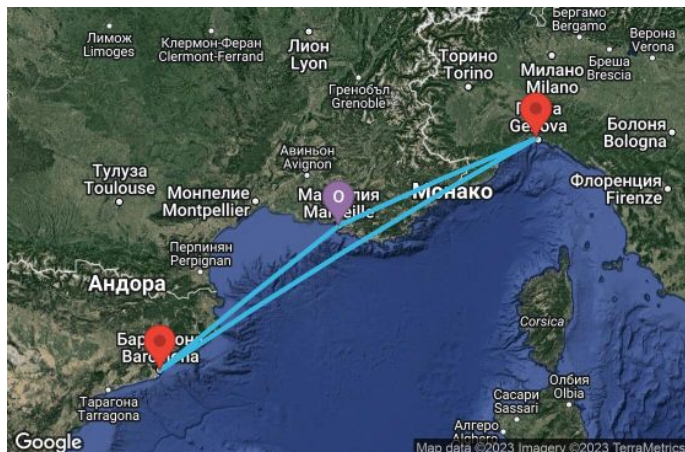 Лимож
Limoges
Клермон-Феран
Clermont-Ferrand
Лион
Lyon
Гренобъл
Grenoble
Торино
Torino
Милано
Milano
Бергамо
Bergamo
Бреша
Brescia
Верона
Verona
Genova
Болоня
Bologna
Флоренция
Firenze
Монако
Авиньон
Avignon
O
Тулуза
Toulouse
Монпелие
Montpellier
Перпинян
Perpignan
Андора
Тарагона
Tarragona
Corsica
Сасари
Sassari
Олбия
Olbia
Алгеро
Google
Map data ©2023 Imagery ©2023 TerraMetrics